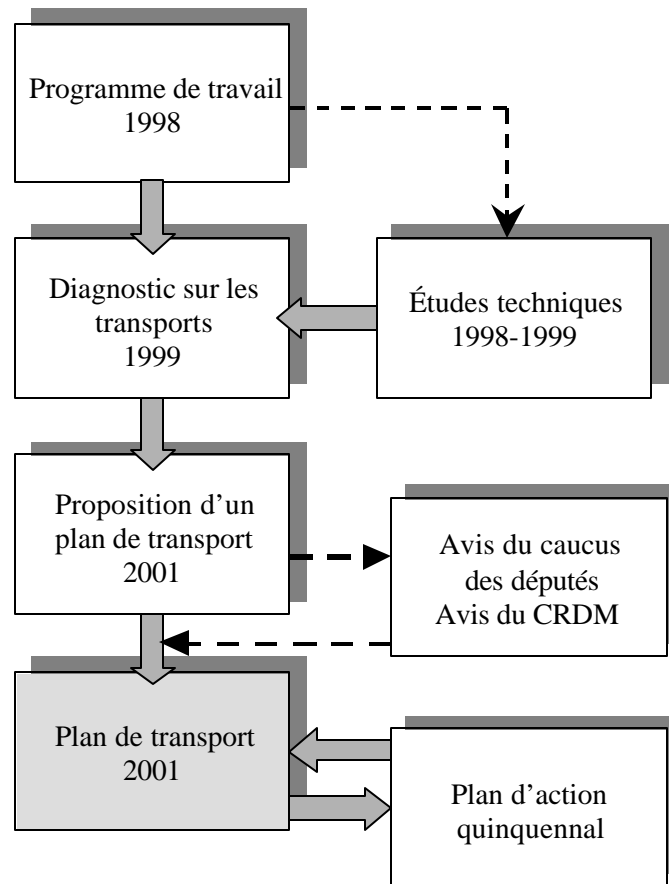 Programme de travail
1998
Diagnostic sur les
transports
1999
Études techniques
1998-1999
Proposition d'un
plan de transport
2001
Avis du caucus
des députés
Avis du CRDM
Plan de transport
2001
Plan d'action
quinquennal